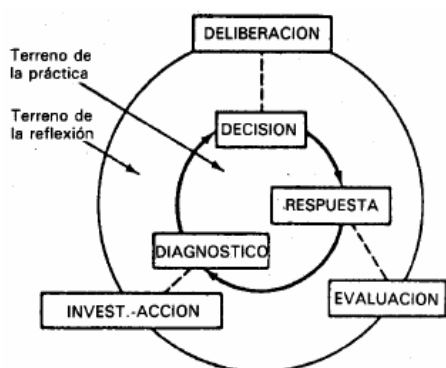 DELIBERACION
Terreno de
la práctica
Terreno de
la reflexión
DECISION
RESPUESTA
DIAGNOSTICO
INVEST.-ACCION
EVALUACION